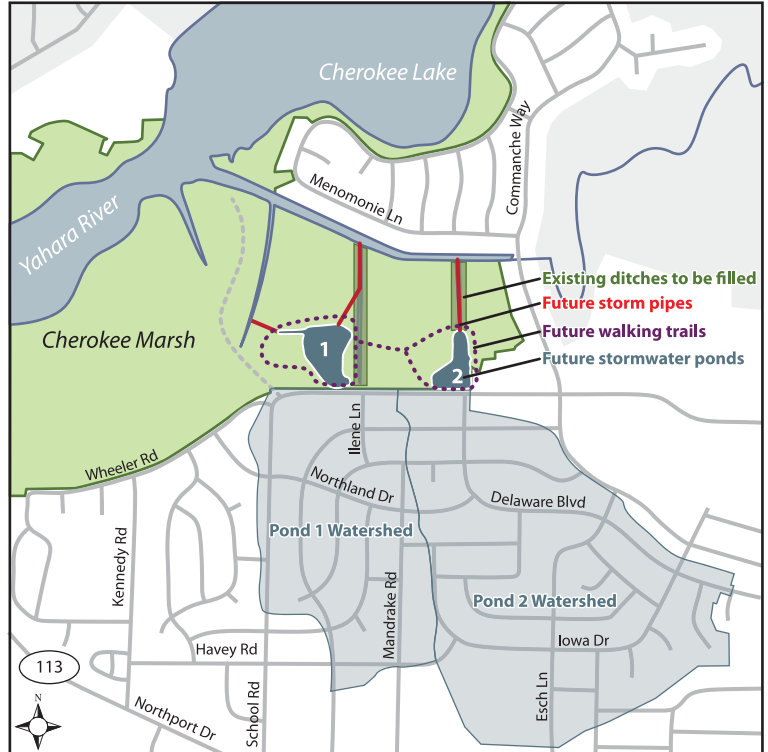 Cherokee Lake
Commanche Way
Menomonie Ln
Yahara River
Existing ditches to be filled
Future storm pipes
Future walking trails
Future stormwater ponds
Cherokee Marsh
1
2
Ilene Ln
Wheeler Rd
Northland Dr
Delaware Blvd
Pond 1 Watershed
Kennedy Rd
Mandrake Rd
Pond 2 Watershed
Iowa Dr
Havey Rd
113
School Rd
Esch Ln
Northport Dr
N